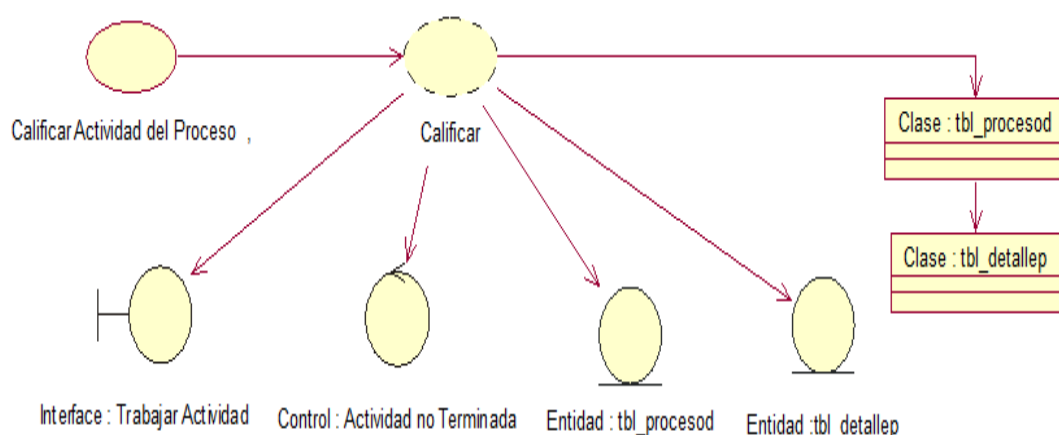 Calificar Actividad del Proceso ,
Calificar
Clase : tbl_procesod
Clase : tbl_detallep
Interface : Trabajar Actividad
Control : Actividad no Terminada
Entidad : tbl_procesod
Entidad :tbl_detallep